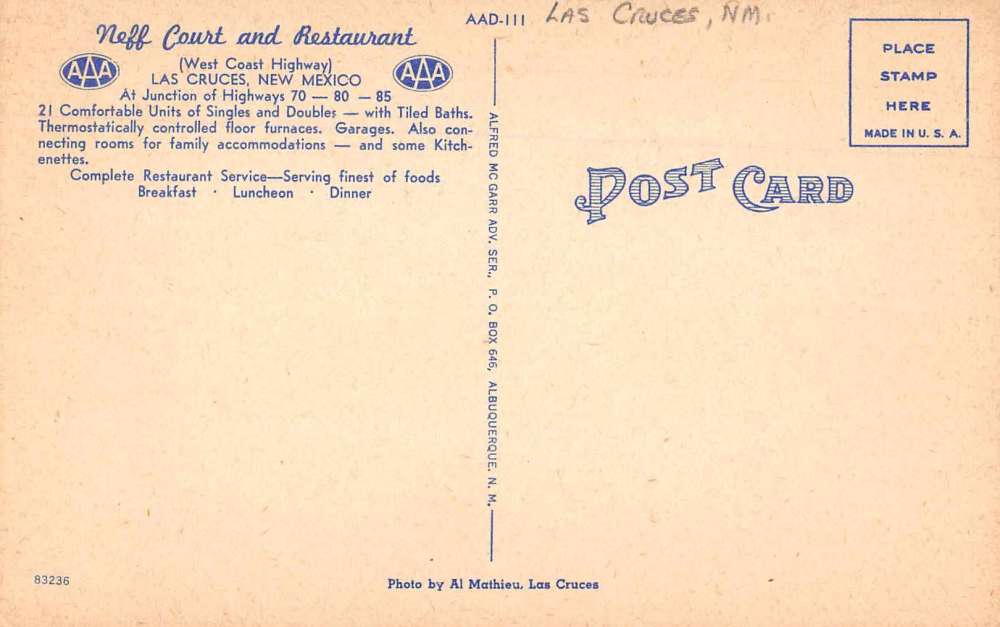 AAD-111 LAS CRUCES, NM.
Neff Court and Restaurant
(West Coast Highway)
AAA AAA
LAS CRUCES, NEW MEXICO
At Junction of Highways 70 — 80 — 85
21 Comfortable Units of Singles and Doubles — with Tiled Baths.
Thermostatically controlled floor furnaces. Garages. Also con-
necting rooms for family accommodations — and some Kitch-
enettes.
Complete Restaurant Service—Serving finest of foods
Breakfast · Luncheon · Dinner
ALFRED MC GARR ADV. SER., P. O. BOX 646, ALBUQUERQUE, N. M.
PLACE
STAMP
HERE
MADE IN U. S. A.
POST CARD
83236
Photo by Al Mathieu, Las Cruces